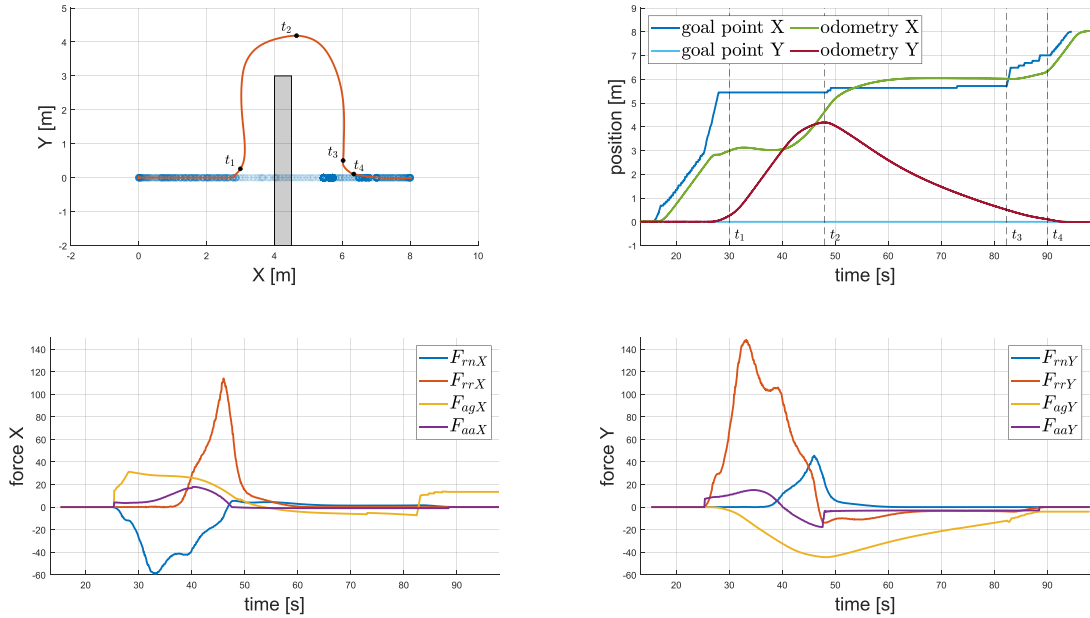 5
4
3
2
1
0
-1
-2
-2
0
2
4
6
8
10
Y [m]
X [m]
t1
t2
t3
t4
9
8
7
6
5
4
3
2
1
0
-1
20
30
40
50
60
70
80
90
position [m]
time [s]
goal point X
goal point Y
odometry X
odometry Y
t1
t2
t3
t4
140
120
100
80
60
40
20
0
-20
-40
-60
20
30
40
50
60
70
80
90
force X
time [s]
FrnX
FrrX
FagX
FaaX
140
120
100
80
60
40
20
0
-20
-40
-60
20
30
40
50
60
70
80
90
force Y
time [s]
FrnY
FrrY
FagY
FaaY